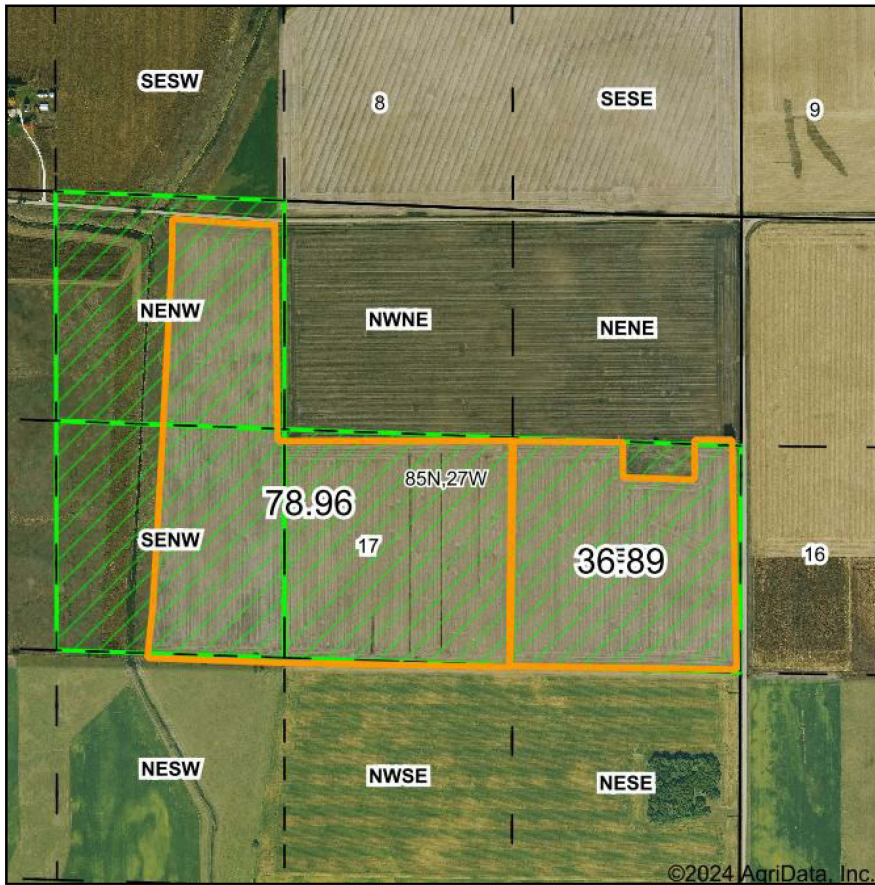 SESW
8
SESE
9
NENW
NWNE
NENE
85N,27W
78.96
SENW
17
36.89
16
NESW
NWSE
NESE
©2024 AgriData, Inc.